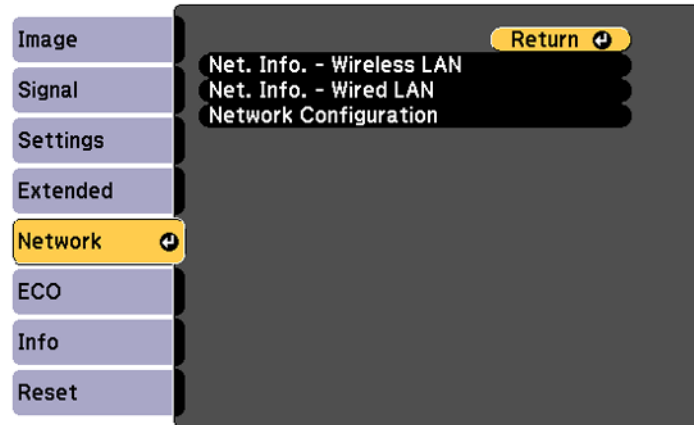 Image
Signal
Settings
Extended
Network
ECO
Info
Reset
Return
Net. Info. - Wireless LAN
Net. Info. - Wired LAN
Network Configuration